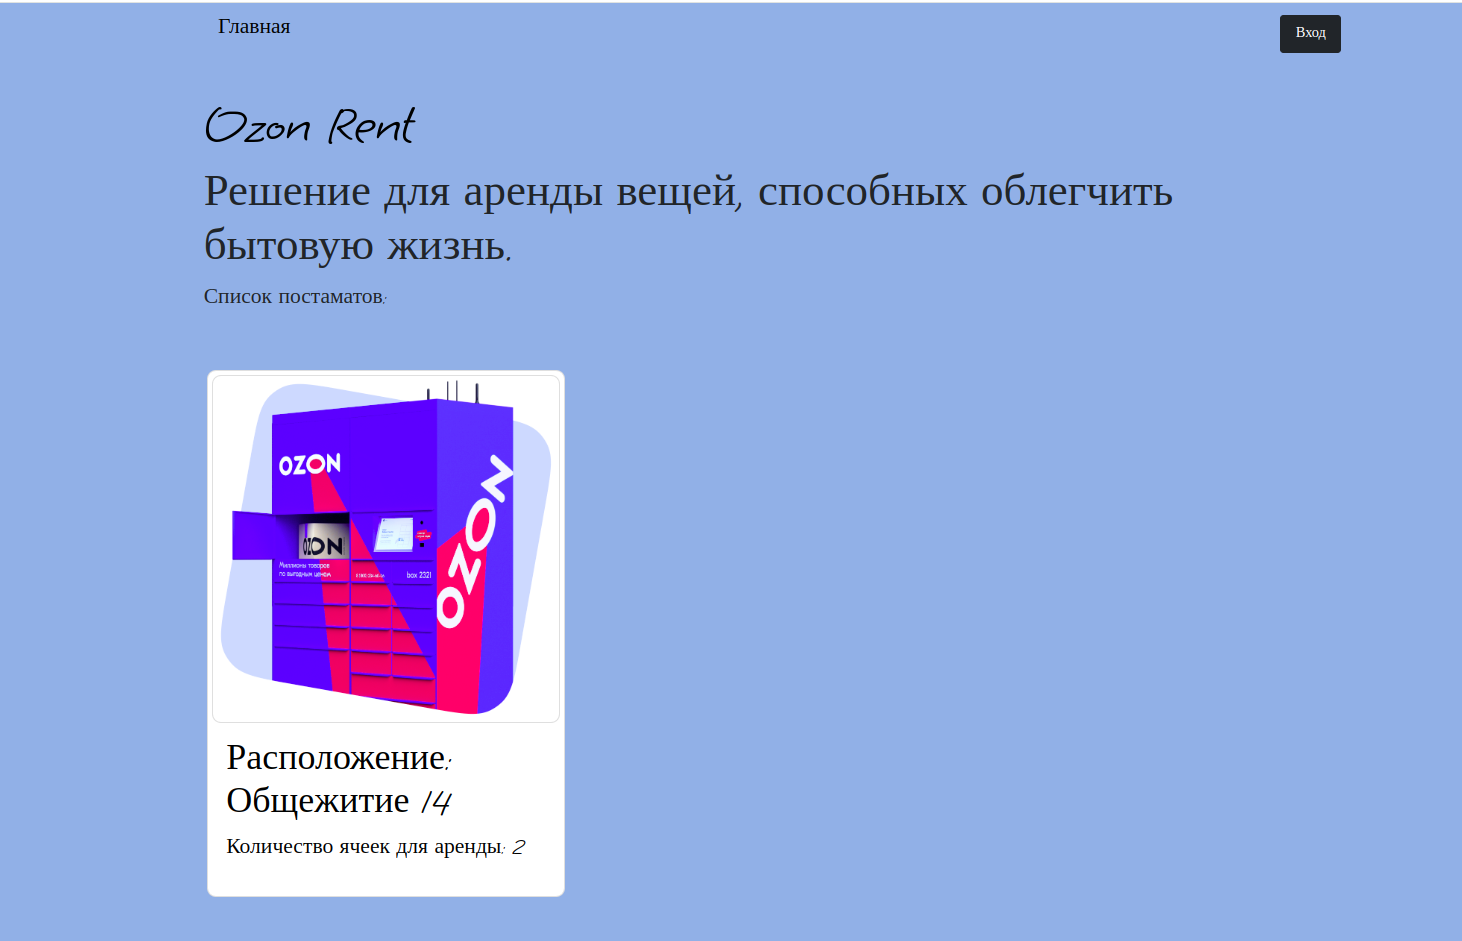 Главная
Вход
Ozon Rent
Решение для аренды вещей, способных облегчить
бытовую жизнь.
Список постаматов:
OZON
OZON
OZON
Миллионы товаров
по выгодным ценам
box 2321
Расположение:
Общежитие 14
Количество ячеек для аренды: 2